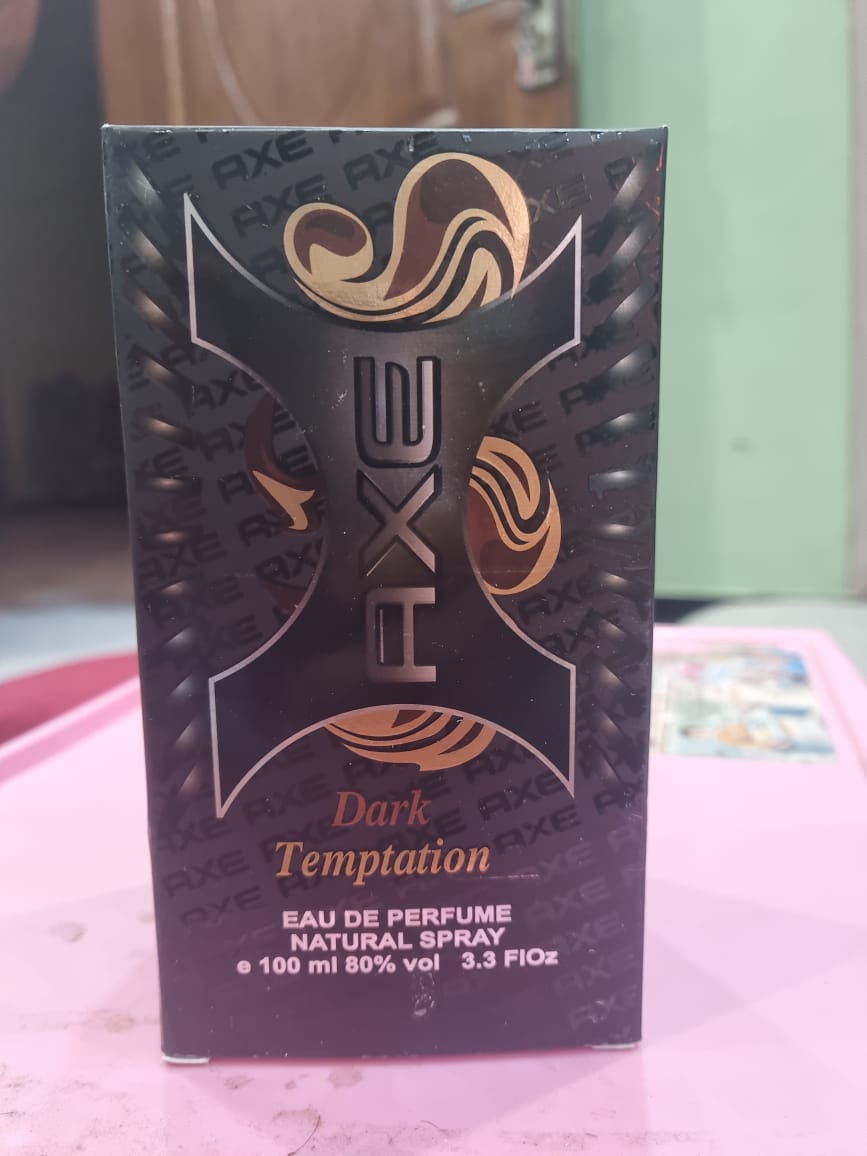 AXE
Dark
Temptation
EAU DE PERFUME
NATURAL SPRAY
e 100 ml 80% vol 3.3 FlOz